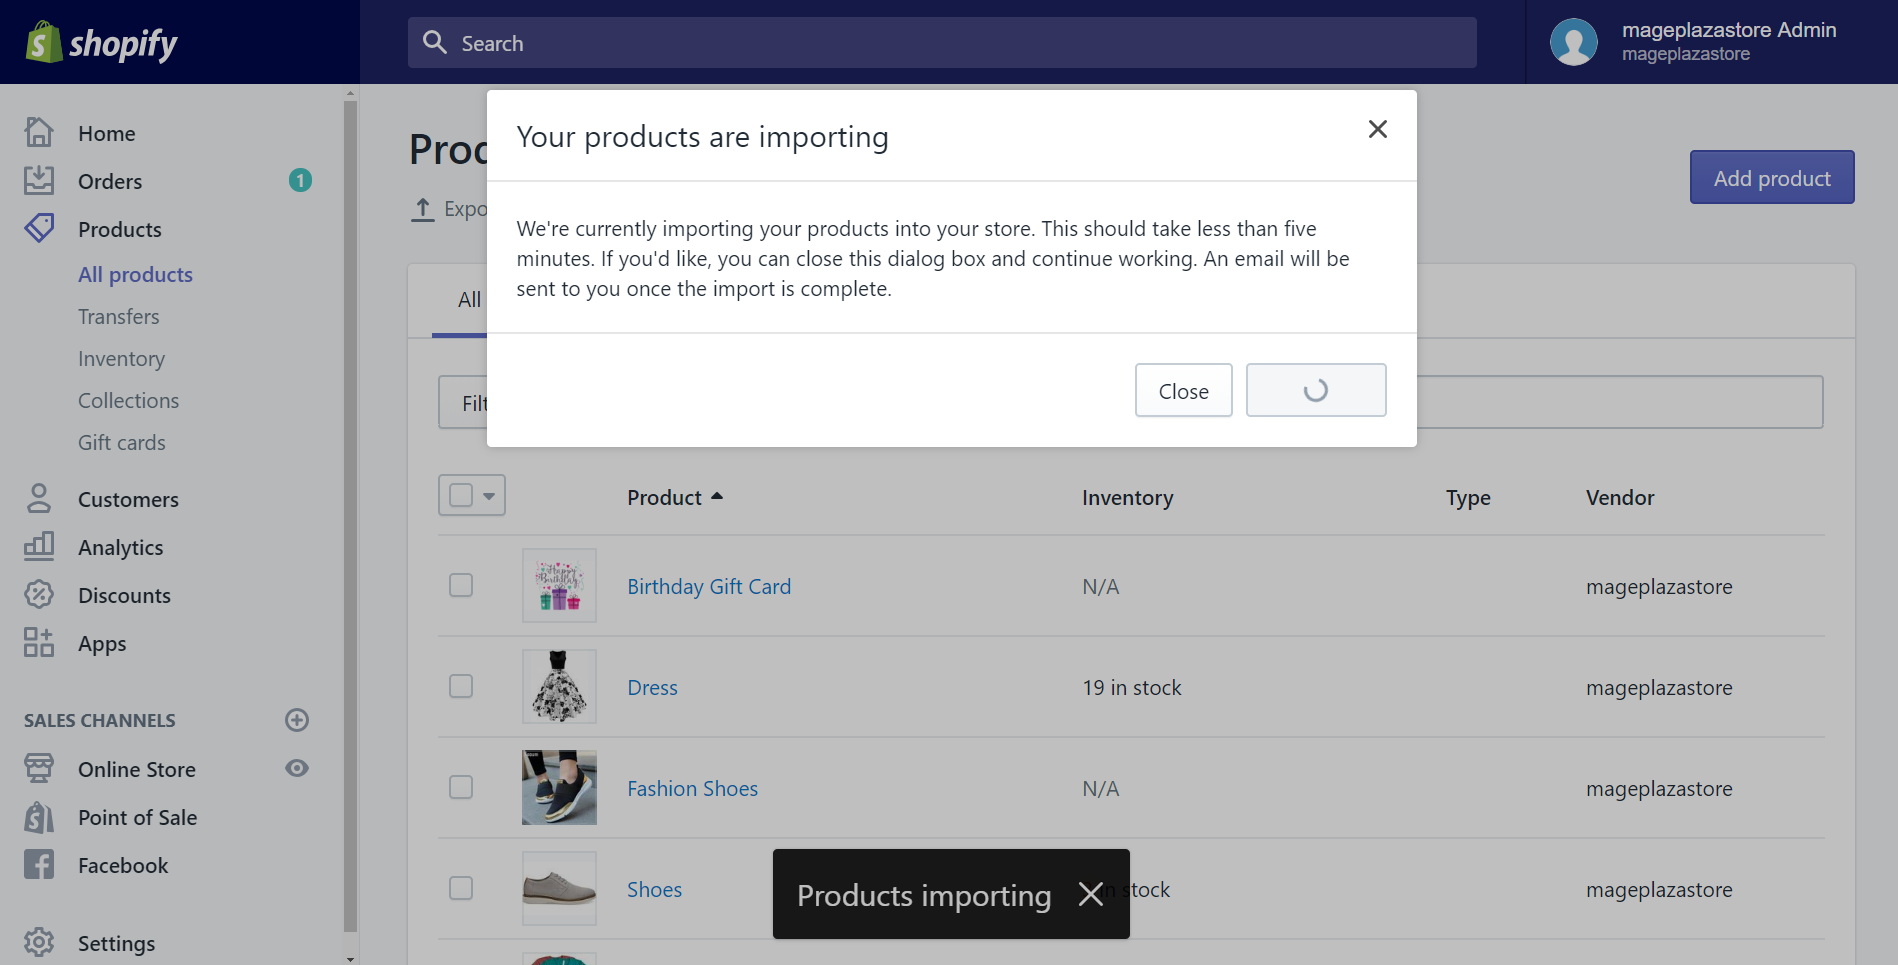 shopify
Search
mageplazastore Admin
mageplazastore
Home
Orders
1
Products
All products
Transfers
Inventory
Collections
Gift cards
Customers
Analytics
Discounts
Apps
SALES CHANNELS
Online Store
Point of Sale
Facebook
Settings
Add product
All
Your products are importing
We're currently importing your products into your store. This should take less than five
minutes. If you'd like, you can close this dialog box and continue working. An email will be
sent to you once the import is complete.
Close
Product Inventory Type Vendor
Happy Birthday
Birthday Gift Card N/A mageplazastore
Dress 19 in stock mageplazastore
Fashion Shoes N/A mageplazastore
Shoes in stock mageplazastore
Products importing